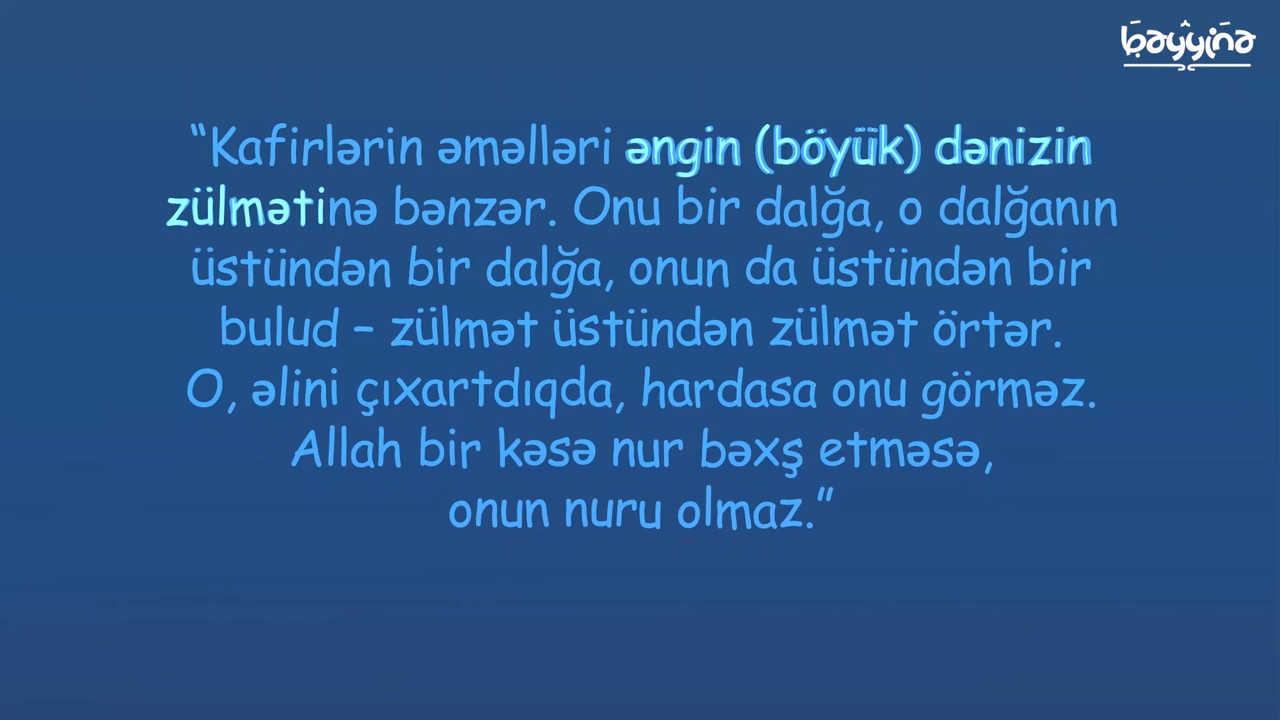 bəyyinə
“Kafirlərin əməlləri əngin (böyük) dənizin
zülmətinə bənzər. Onu bir dalğa, o dalğanın
üstündən bir dalğa, onun da üstündən bir
bulud – zülmət üstündən zülmət örtər.
O, əlini çıxartdıqda, hardasa onu görməz.
Allah bir kəsə nur bəxş etməsə,
onun nuru olmaz.”